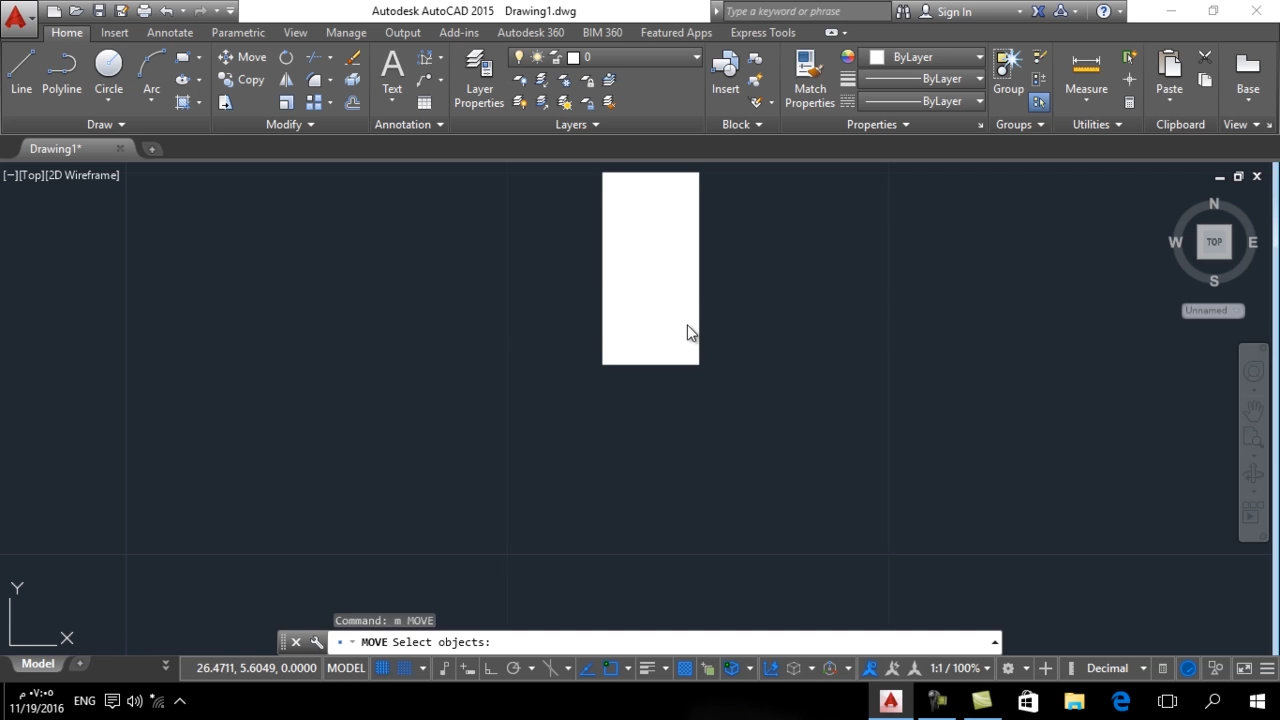 Autodesk AutoCAD 2015 Drawing1.dwg
Type a keyword or phrase
Sign In
Home Insert Annotate Parametric View Manage Output Add-ins Autodesk 360 BIM 360 Featured Apps Express Tools
Line Polyline Circle Arc
Move
Copy
Text
Layer Properties
0
Insert
Match Properties
ByLayer
ByLayer
ByLayer
Group
Measure
Paste
Base
Draw Modify Annotation Layers Block Properties Groups Utilities Clipboard View
Drawing1*
[−][Top][2D Wireframe]
N
W TOP E
S
Unnamed
Y
X
Command: m MOVE
MOVE Select objects:
Model
26.4711, 5.6049, 0.0000 MODEL 1:1 / 100% Decimal
ENG
٠٧:٠٥ م
11/19/2016